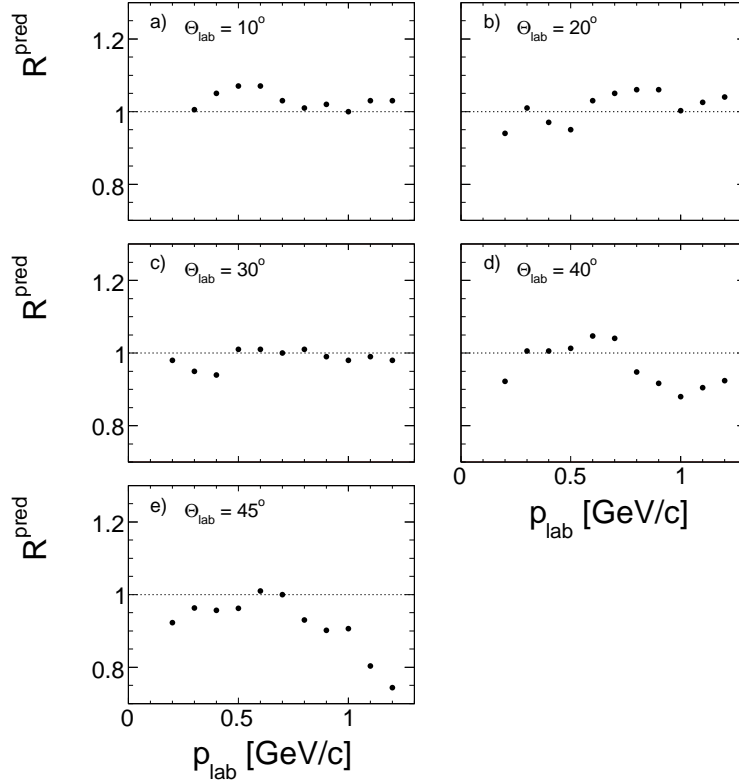 R^pred
1.2
1
0.8
a) Θ_lab = 10°
b) Θ_lab = 20°
R^pred
1.2
1
0.8
c) Θ_lab = 30°
d) Θ_lab = 40°
0 0.5 1
p_lab [GeV/c]
R^pred
1.2
1
0.8
e) Θ_lab = 45°
0 0.5 1
p_lab [GeV/c]